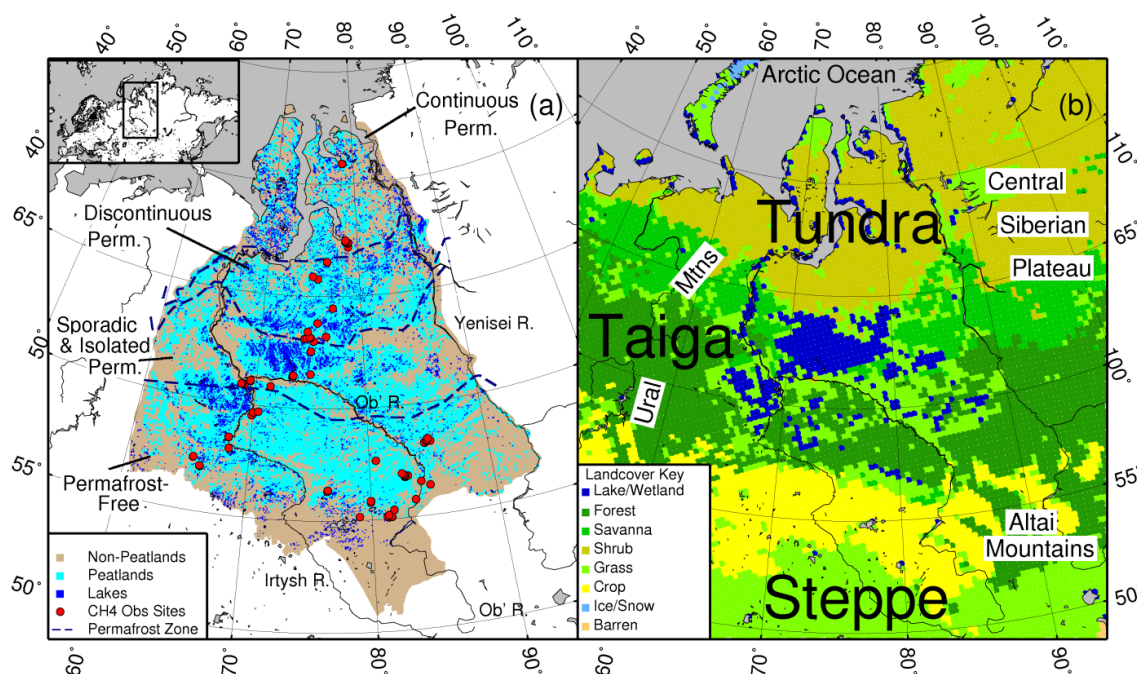 40° 50° 60° 70° 80° 90° 100° 110°
40° 50° 60° 70° 80° 90° 100°
(a)
Continuous
Perm.
40°
65°
Discontinuous
Perm.
Yenisei R.
Sporadic
& Isolated
Perm.
50°
Ob' R.
55°
Permafrost-
Free
Non-Peatlands
Peatlands
Lakes
CH4 Obs Sites
Permafrost Zone
Irtysh R.
Ob' R.
50°
60° 70° 80° 90°
Arctic Ocean
(b)
110°
Central
Siberian
Plateau
65°
Tundra
Mtns
Taiga
Ural
100°
55°
Landcover Key
Lake/Wetland
Forest
Savanna
Shrub
Grass
Crop
Ice/Snow
Barren
Altai
Mountains
Steppe
50°
60° 70° 80° 90°